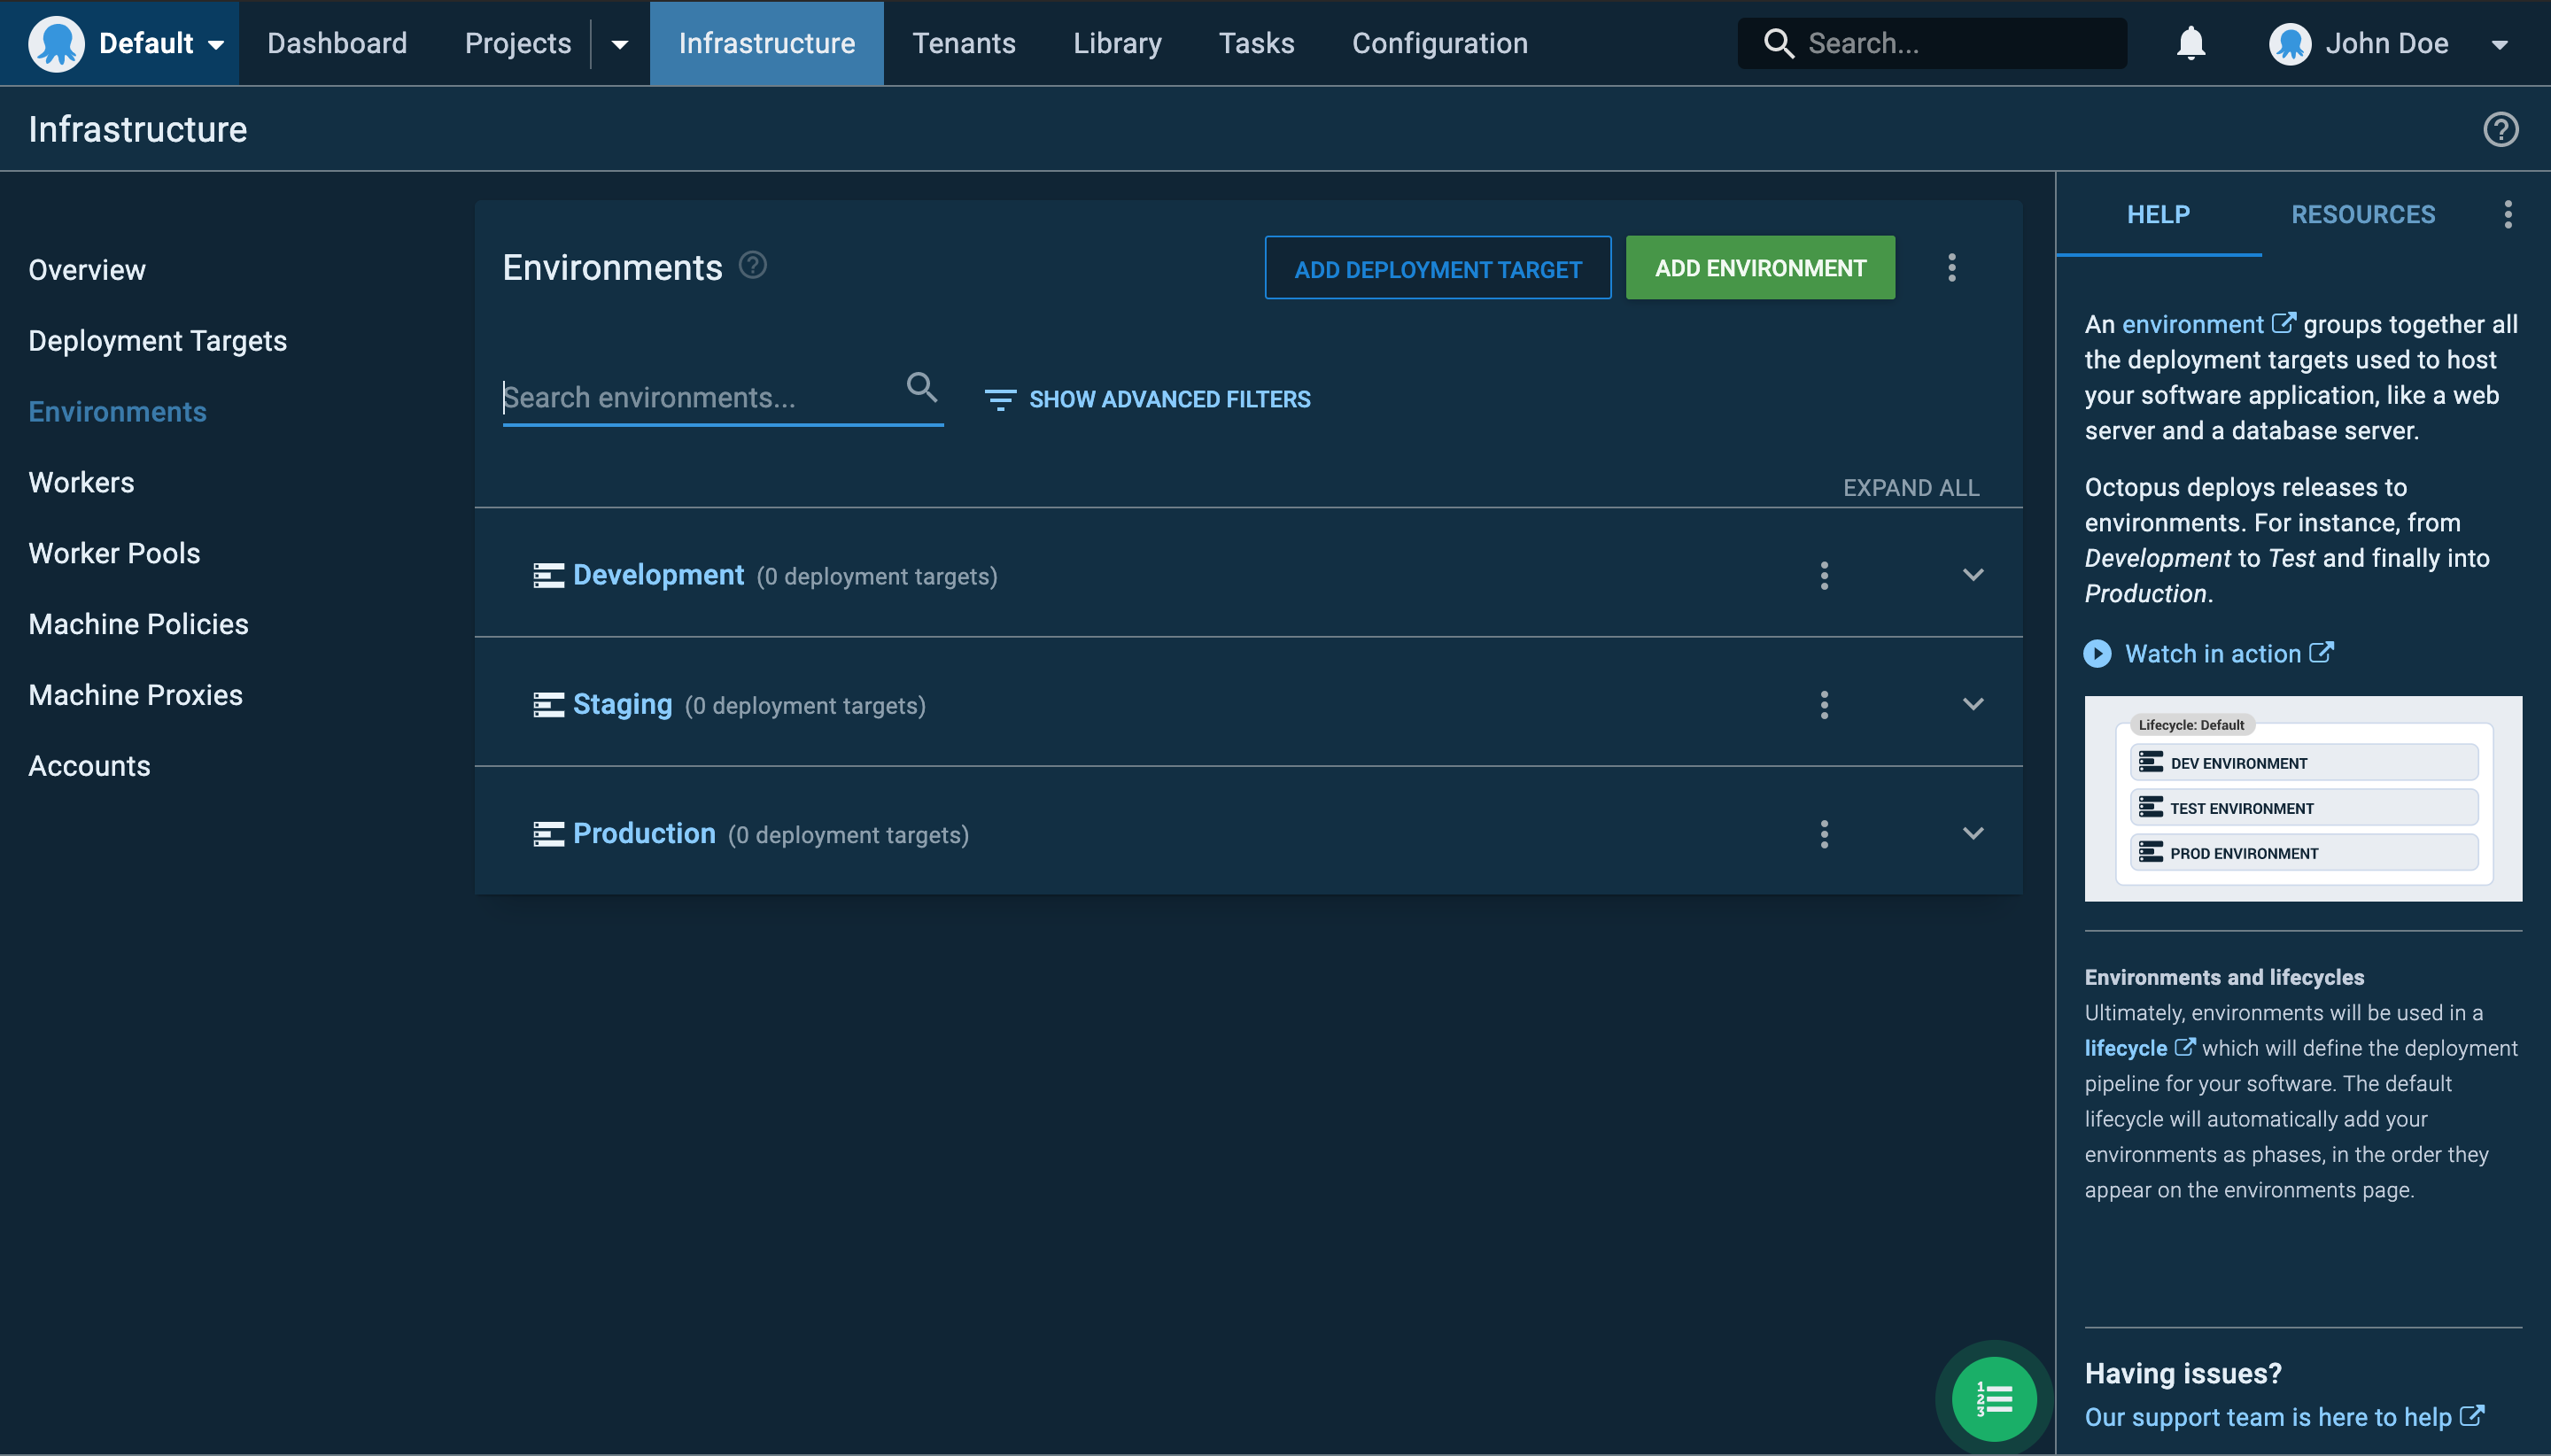 Default Dashboard Projects Infrastructure Tenants Library Tasks Configuration Search... John Doe
Infrastructure
Overview
Deployment Targets
Environments
Workers
Worker Pools
Machine Policies
Machine Proxies
Accounts
Environments
ADD DEPLOYMENT TARGET
ADD ENVIRONMENT
Search environments...
SHOW ADVANCED FILTERS
EXPAND ALL
Development (0 deployment targets)
Staging (0 deployment targets)
Production (0 deployment targets)
HELP RESOURCES
An environment groups together all
the deployment targets used to host
your software application, like a web
server and a database server.
Octopus deploys releases to
environments. For instance, from
Development to Test and finally into
Production.
Watch in action
Lifecycle: Default
DEV ENVIRONMENT
TEST ENVIRONMENT
PROD ENVIRONMENT
Environments and lifecycles
Ultimately, environments will be used in a
lifecycle which will define the deployment
pipeline for your software. The default
lifecycle will automatically add your
environments as phases, in the order they
appear on the environments page.
Having issues?
Our support team is here to help